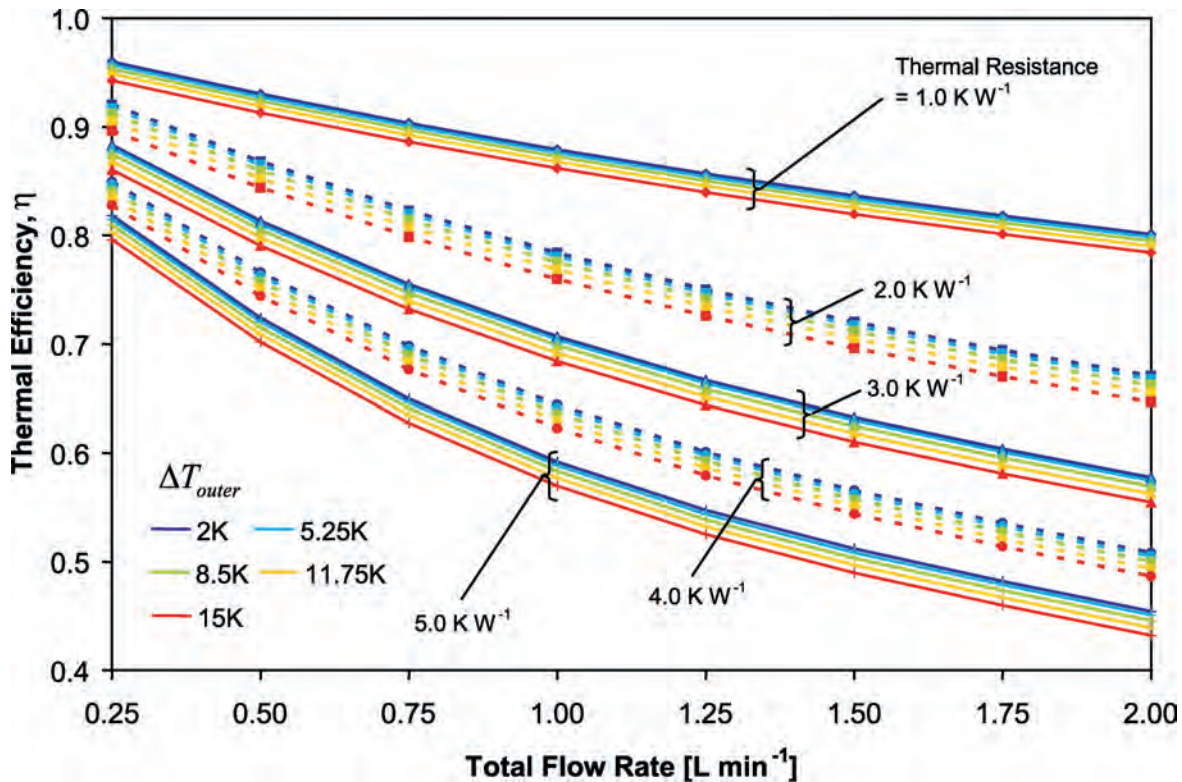 1.0
0.9
0.8
0.7
0.6
0.5
0.4
Thermal Efficiency, η
Thermal Resistance
= 1.0 K W⁻¹
2.0 K W⁻¹
3.0 K W⁻¹
4.0 K W⁻¹
5.0 K W⁻¹
ΔT_outer
2K 5.25K
8.5K 11.75K
15K
0.25 0.50 0.75 1.00 1.25 1.50 1.75 2.00
Total Flow Rate [L min⁻¹]